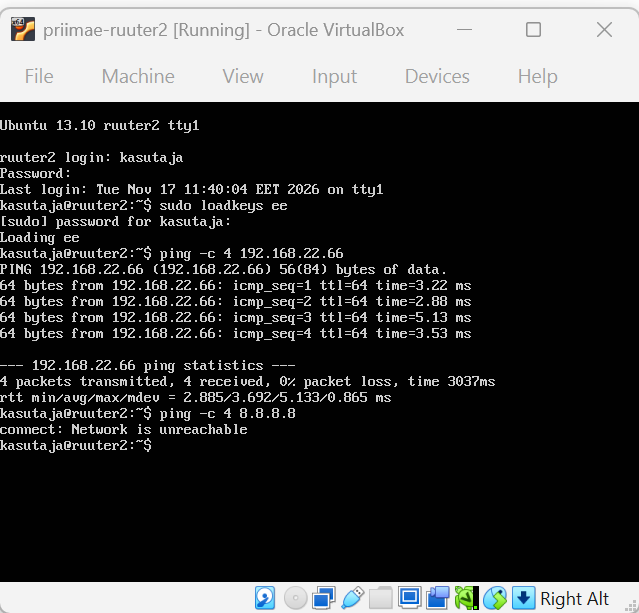 priimae-ruuter2 [Running] - Oracle VirtualBox
File Machine View Input Devices Help
Ubuntu 13.10 ruuter2 tty1
ruuter2 login: kasutaja
Password:
Last login: Tue Nov 17 11:40:04 EET 2026 on tty1
kasutaja@ruuter2:~$ sudo loadkeys ee
[sudo] password for kasutaja:
Loading ee
kasutaja@ruuter2:~$ ping -c 4 192.168.22.66
PING 192.168.22.66 (192.168.22.66) 56(84) bytes of data.
64 bytes from 192.168.22.66: icmp_seq=1 ttl=64 time=3.22 ms
64 bytes from 192.168.22.66: icmp_seq=2 ttl=64 time=2.88 ms
64 bytes from 192.168.22.66: icmp_seq=3 ttl=64 time=5.13 ms
64 bytes from 192.168.22.66: icmp_seq=4 ttl=64 time=3.53 ms
--- 192.168.22.66 ping statistics ---
4 packets transmitted, 4 received, 0% packet loss, time 3037ms
rtt min/avg/max/mdev = 2.885/3.692/5.133/0.865 ms
kasutaja@ruuter2:~$ ping -c 4 8.8.8.8
connect: Network is unreachable
kasutaja@ruuter2:~$
Right Alt